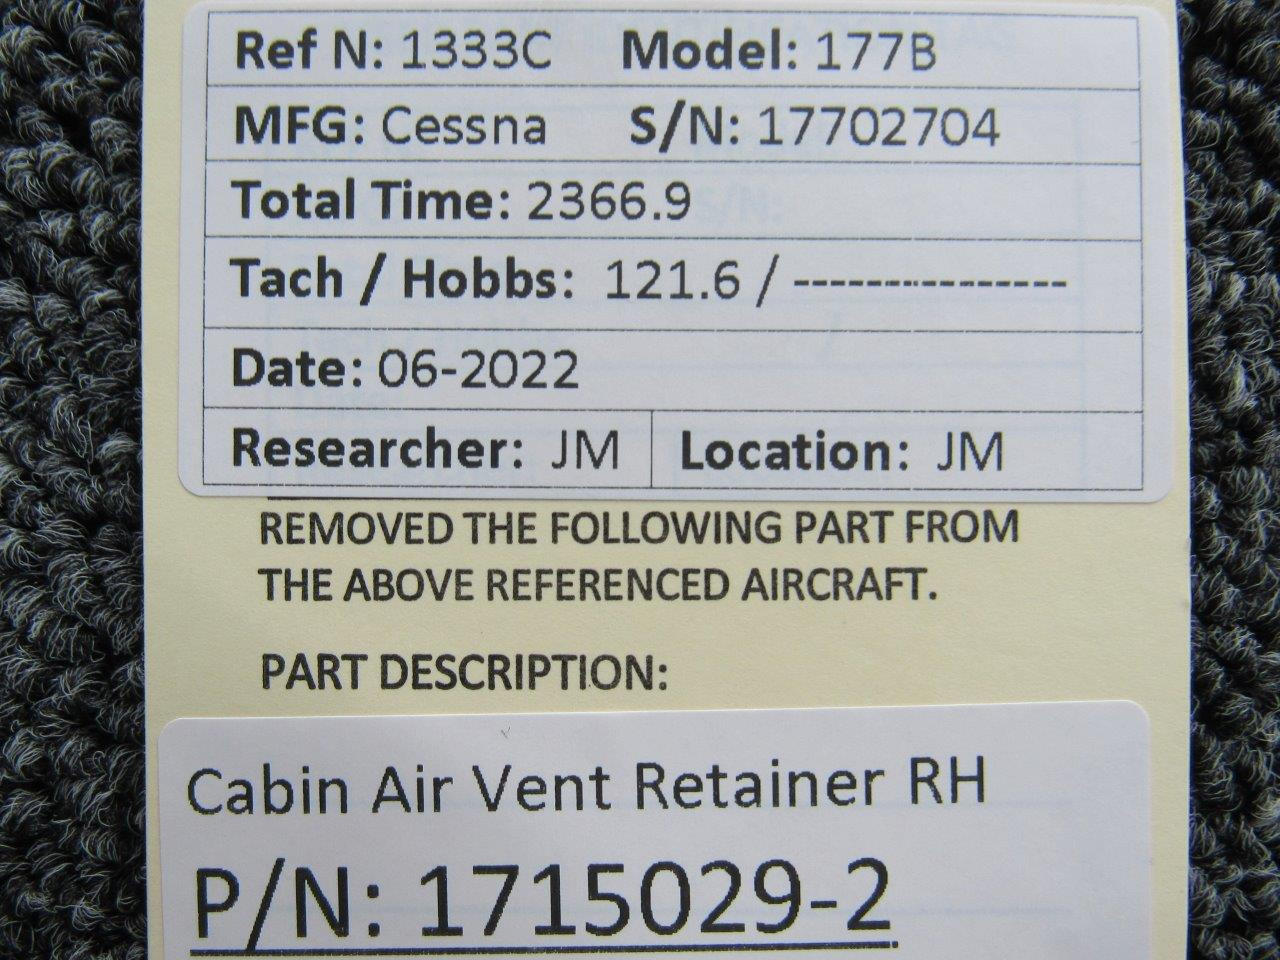 Ref N: 1333C Model: 177B
MFG: Cessna S/N: 17702704
Total Time: 2366.9
Tach / Hobbs: 121.6 / ---------------
Date: 06-2022
Researcher: JM Location: JM
REMOVED THE FOLLOWING PART FROM
THE ABOVE REFERENCED AIRCRAFT.
PART DESCRIPTION:
Cabin Air Vent Retainer RH
P/N: 1715029-2